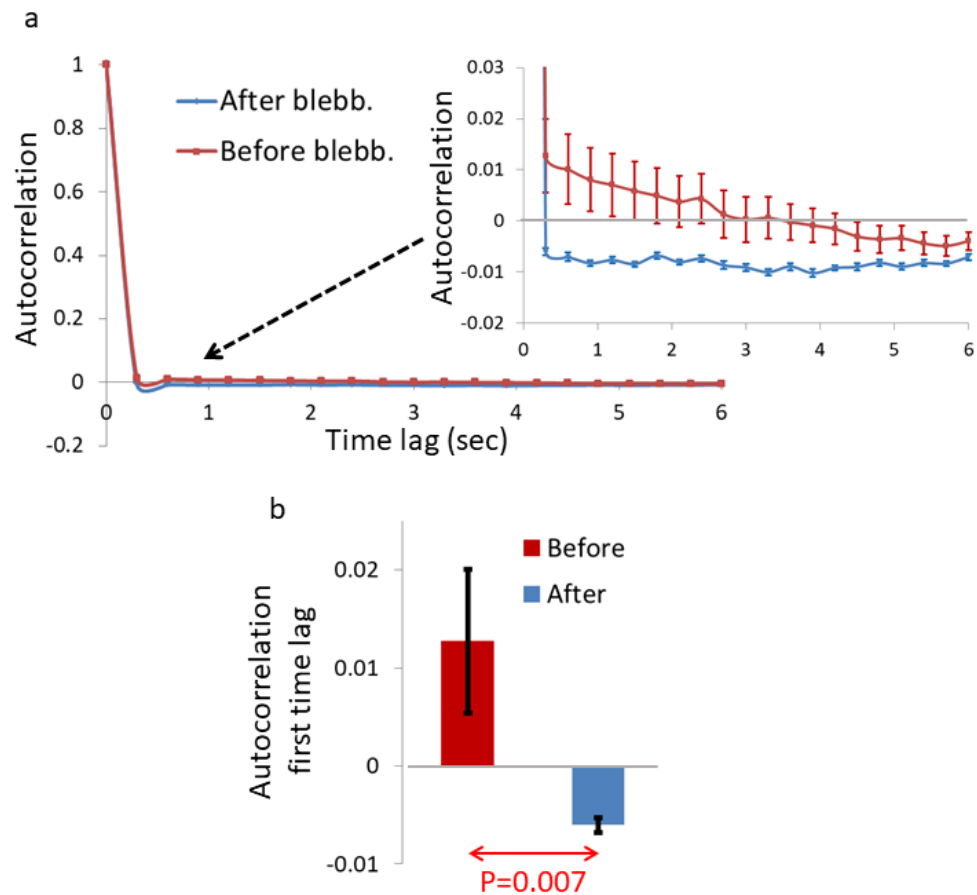 a
Autocorrelation
1
0.8
0.6
0.4
0.2
0
-0.2
0 1 2 3 4 5 6
Time lag (sec)
After blebb.
Before blebb.
Autocorrelation
0.03
0.02
0.01
0
-0.01
-0.02
0 1 2 3 4 5 6
b
Autocorrelation
first time lag
0.02
0.01
0
-0.01
Before
After
P=0.007